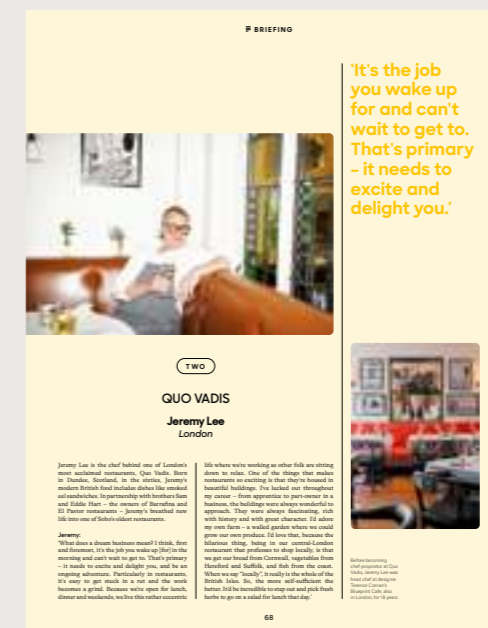 BRIEFING
'It's the job
you wake up
for and can't
wait to get to.
That's primary
– it needs to
excite and
delight you.'
TWO
QUO VADIS
Jeremy Lee
London
Jeremy Lee is the chef behind one of London's
most acclaimed restaurants, Quo Vadis. Born
in Dundee, Scotland, in the sixties, Jeremy's
modern British food includes dishes like smoked
eel sandwiches. In partnership with brothers Sam
and Eddie Hart – the owners of Barrafina and
El Pastor restaurants – Jeremy's breathed new
life into one of Soho's oldest restaurants.
Jeremy:
'What does a dream business mean? I think, first
and foremost, it's the job you wake up [for] in the
morning and can't wait to get to. That's primary
– it needs to excite and delight you, and be an
ongoing adventure. Particularly in restaurants,
it's easy to get stuck in a rut and the work
becomes a grind. Because we're open for lunch,
dinner and weekends, we live this rather eccentric
life where we're working as other folk are sitting
down to relax. One of the things that makes
restaurants so exciting is that they're housed in
beautiful buildings. I've lucked out throughout
my career – from apprentice to part-owner in a
business, the buildings were always wonderful to
approach. They were always fascinating, rich
with history and with great character. I'd adore
my own farm – a walled garden where we could
grow our own produce. I'd love that, because the
hilarious thing, being in our central-London
restaurant that professes to shop locally, is that
we get our bread from Cornwall, vegetables from
Hereford and Suffolk, and fish from the coast.
When we say "locally", it really is the whole of the
British Isles. So, the more self-sufficient the
better. It'd be incredible to step out and pick fresh
herbs to go on a salad for lunch that day.'
Before becoming
chef-proprietor at Quo
Vadis, Jeremy Lee was
head chef at designer
Terence Conran's
Blueprint Café, also
in London, for 18 years
68